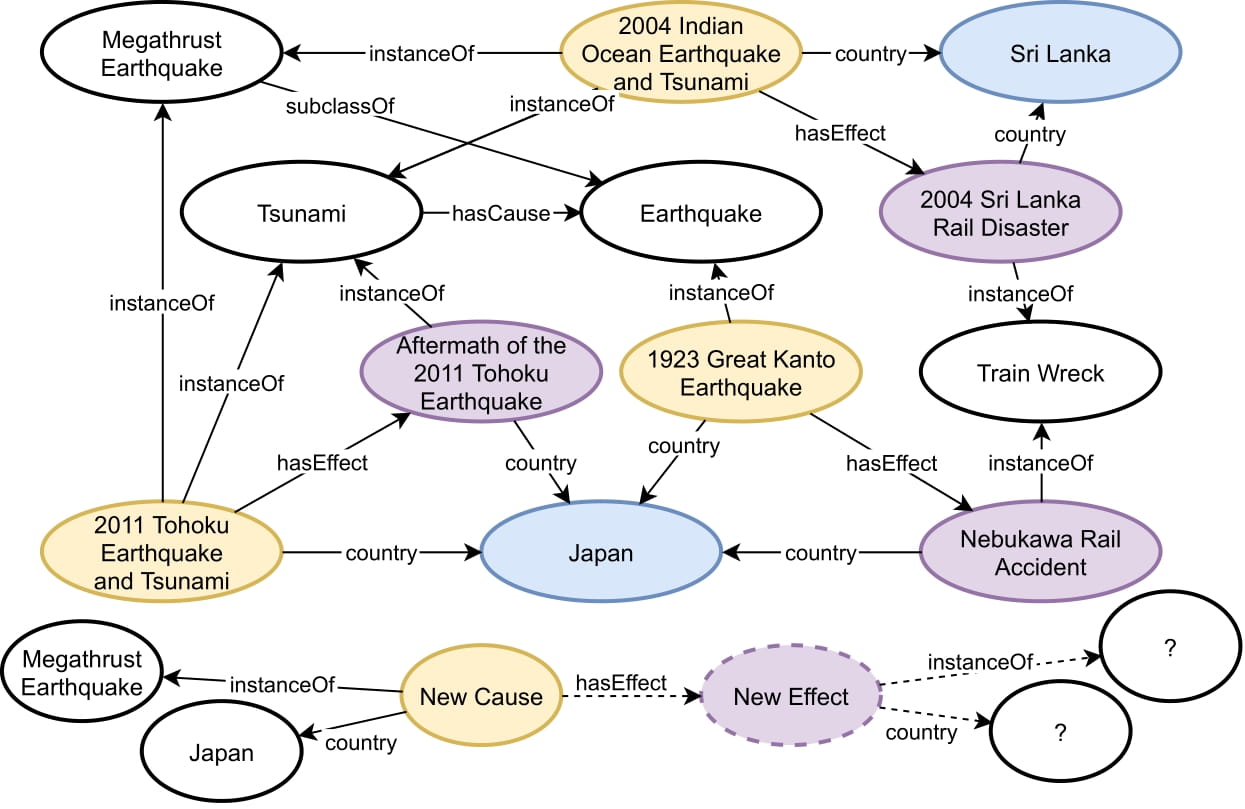 Megathrust
Earthquake
instanceOf
2004 Indian
Ocean Earthquake
and Tsunami
country
Sri Lanka
subclassOf
instanceOf
hasEffect
country
Tsunami
hasCause
Earthquake
2004 Sri Lanka
Rail Disaster
instanceOf
instanceOf
instanceOf
instanceOf
instanceOf
Aftermath of the
2011 Tohoku
Earthquake
1923 Great Kanto
Earthquake
Train Wreck
hasEffect
country
country
hasEffect
instanceOf
2011 Tohoku
Earthquake
and Tsunami
country
Japan
country
Nebukawa Rail
Accident
Megathrust
Earthquake
instanceOf
New Cause
hasEffect
New Effect
instanceOf
?
Japan
country
country
?